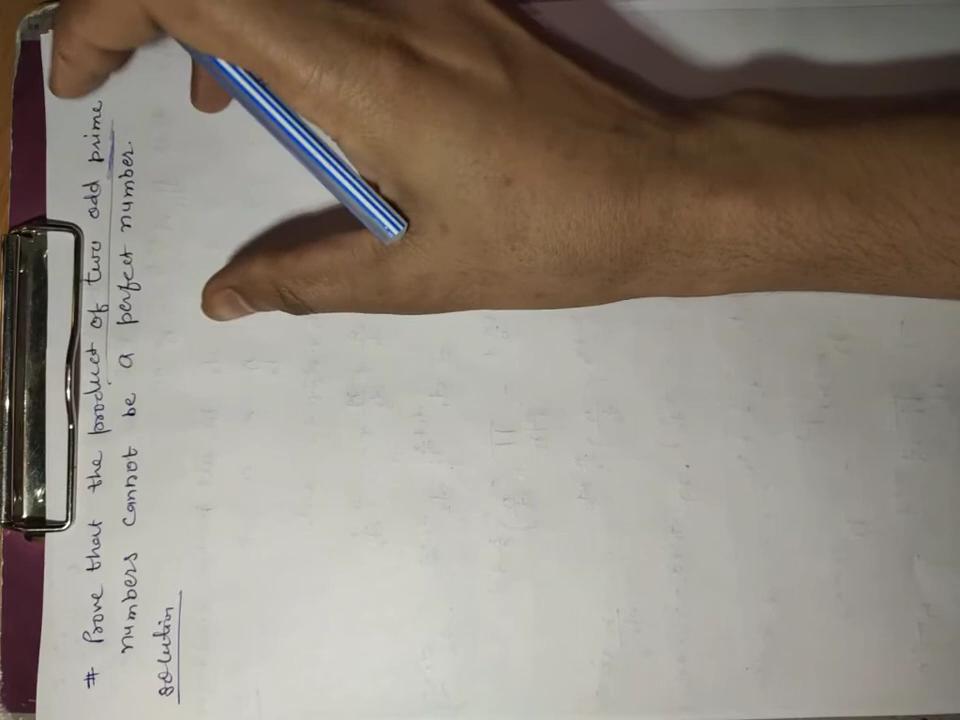 # Prove that the product of two odd prime
numbers cannot be a perfect number.
solution